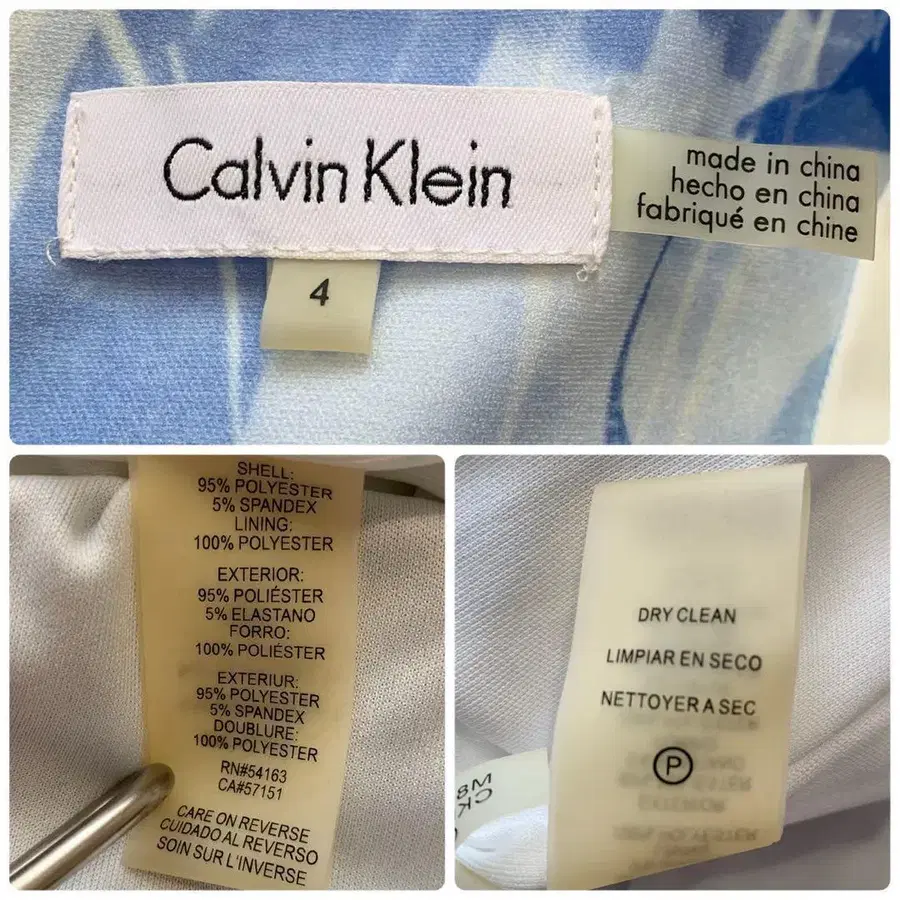 Calvin Klein
4
made in china
hecho en china
fabriqué en chine
SHELL:
95% POLYESTER
5% SPANDEX
LINING:
100% POLYESTER
EXTERIOR:
95% POLIÉSTER
5% ELASTANO
FORRO:
100% POLIÉSTER
EXTERIUR:
95% POLYESTER
5% SPANDEX
DOUBLURE:
100% POLYESTER
RN#54163
CA#57151
CARE ON REVERSE
CUIDADO AL REVERSO
SOIN SUR L'INVERSE
DRY CLEAN
LIMPIAR EN SECO
NETTOYER A SEC
P
CK
M8